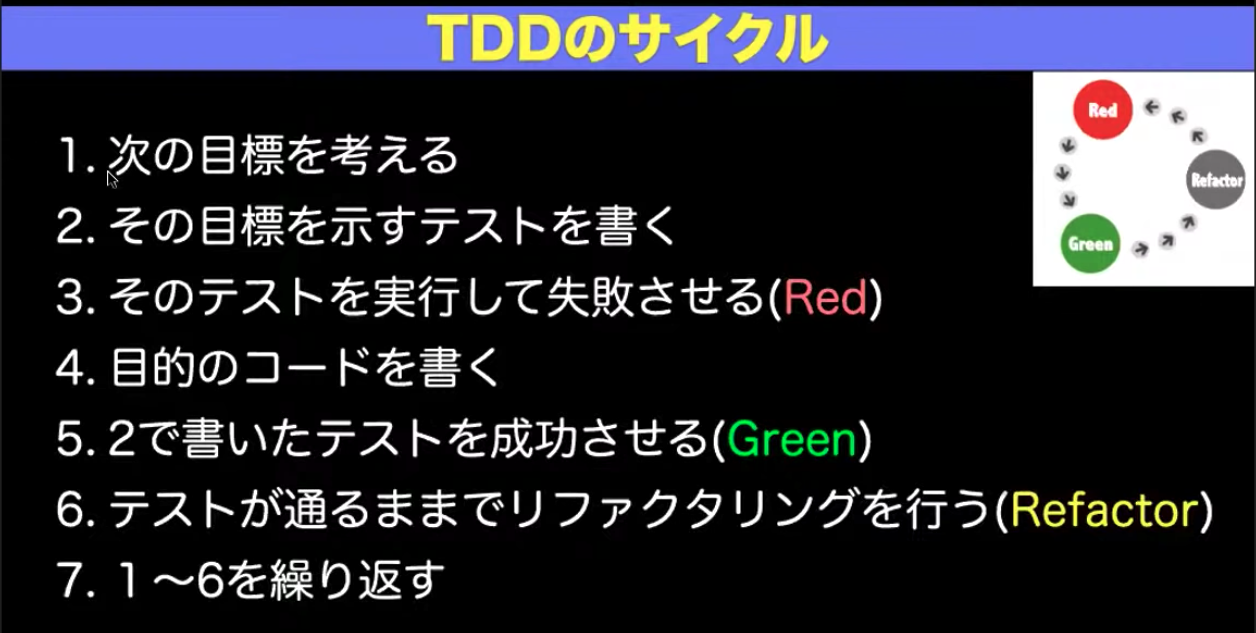 TDDのサイクル
1. 次の目標を考える
2. その目標を示すテストを書く
3. そのテストを実行して失敗させる(Red)
4. 目的のコードを書く
5. 2で書いたテストを成功させる(Green)
6. テストが通るままでリファクタリングを行う(Refactor)
7. １〜6を繰り返す
Red
Refactor
Green